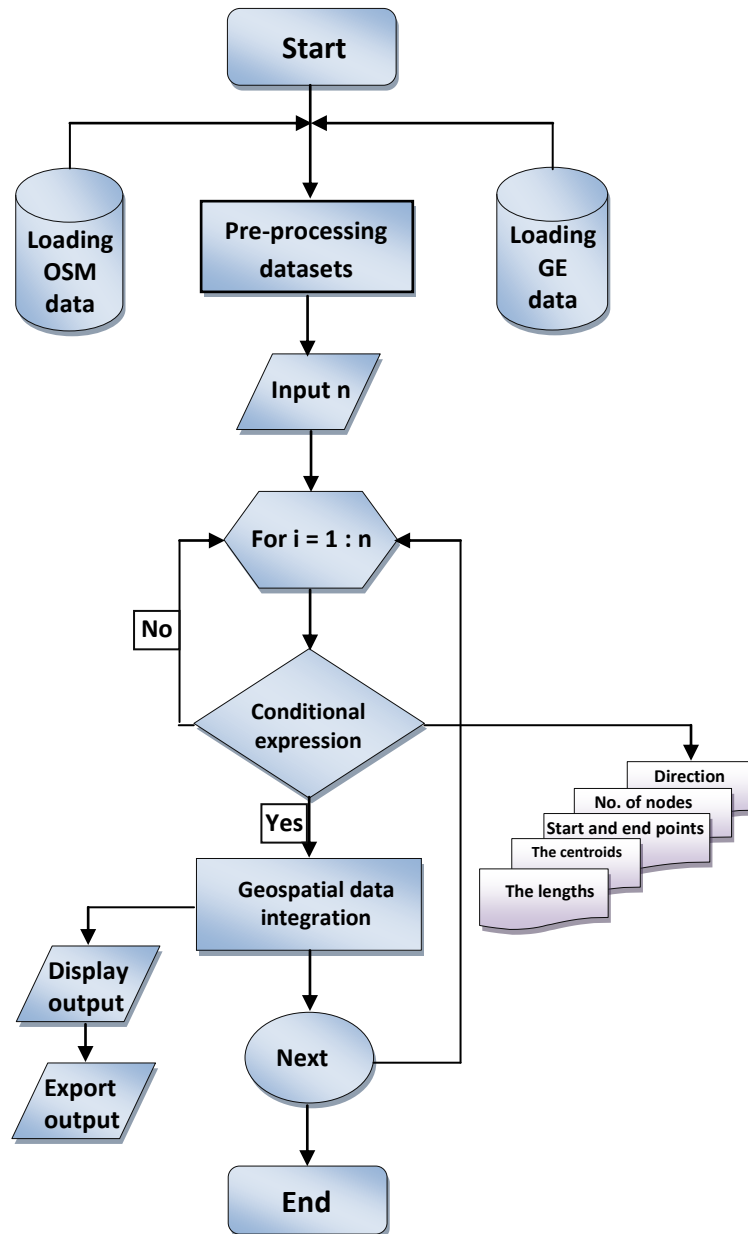 Start
Loading
OSM
data
Pre-processing
datasets
Loading
GE
data
Input n
For i = 1 : n
No
Conditional
expression
Direction
No. of nodes
Start and end points
The centroids
The lengths
Yes
Geospatial data
integration
Display
output
Next
Export
output
End